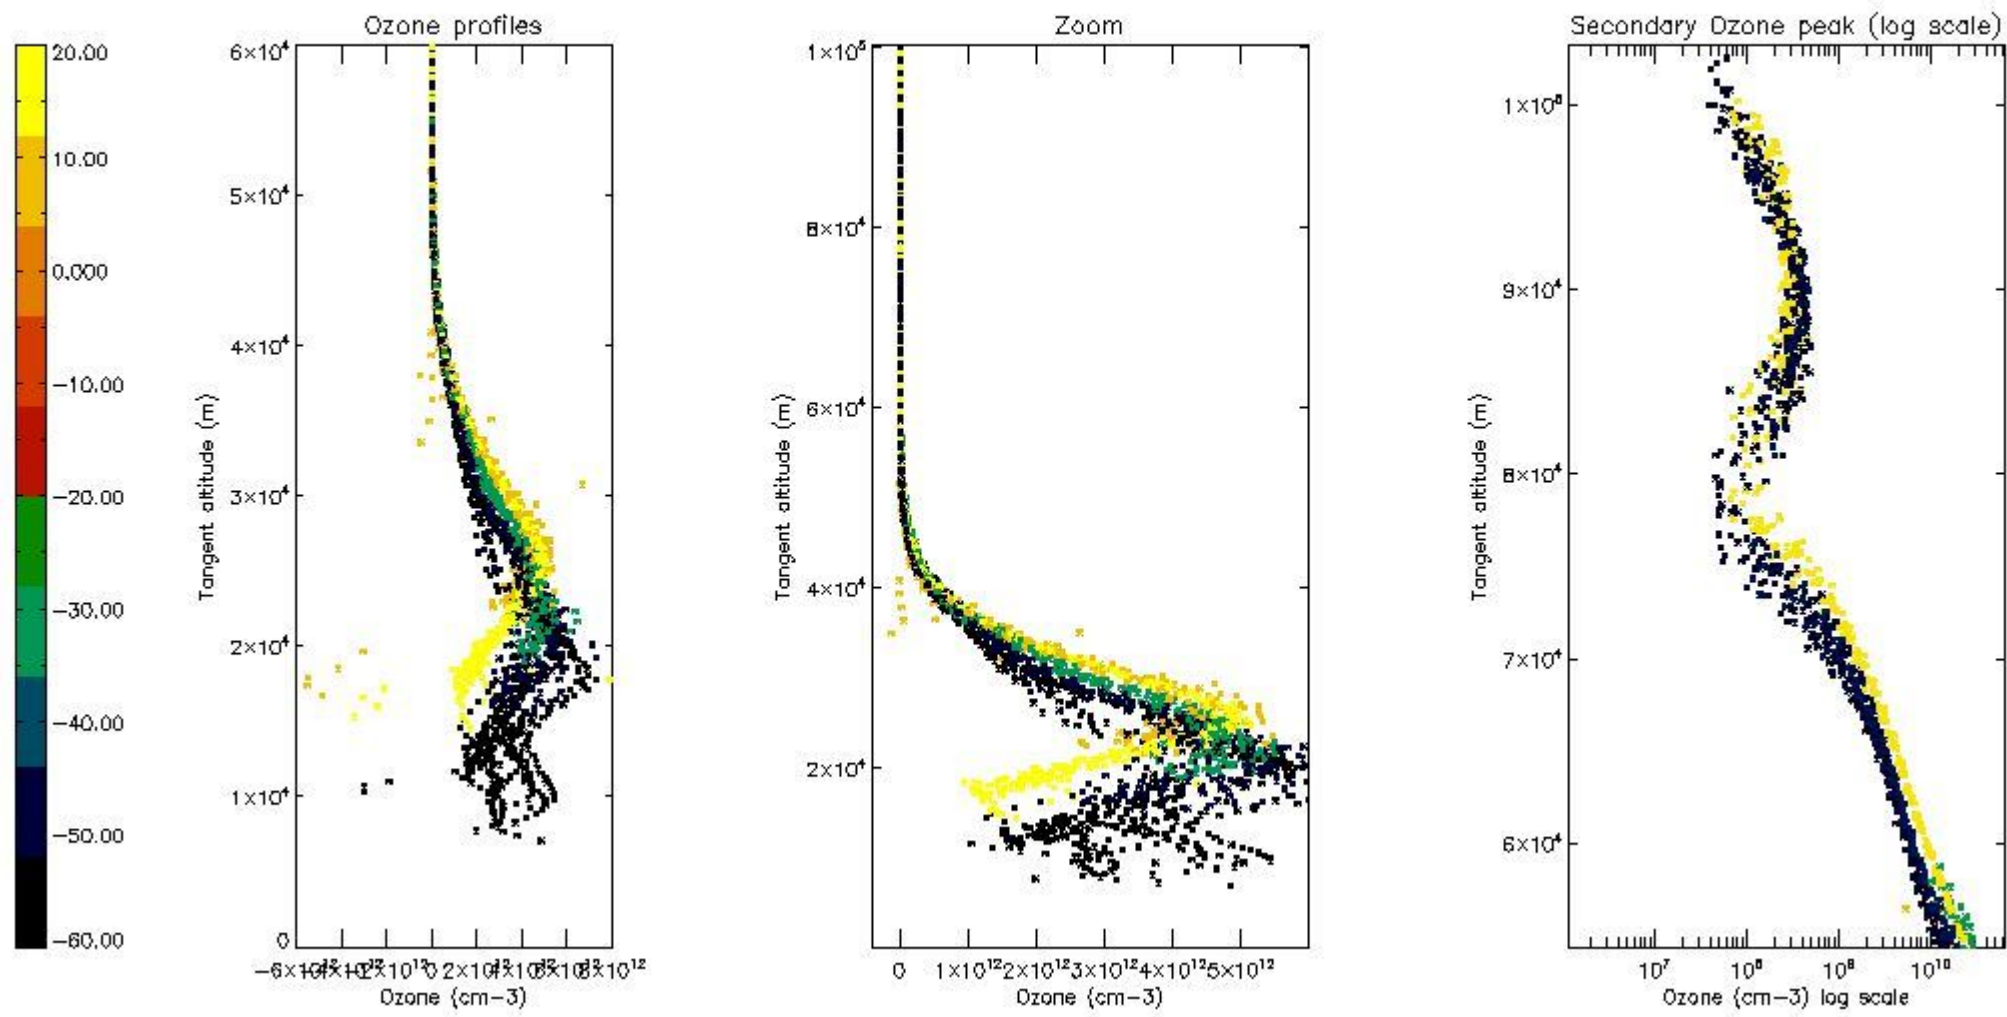 Ozone profiles
Zoom
Secondary Ozone peak (log scale)
20.00
10.00
0.000
−10.00
−20.00
−30.00
−40.00
−50.00
−60.00
Tangent altitude (m)
6×10⁴
5×10⁴
4×10⁴
3×10⁴
2×10⁴
1×10⁴
0
0
8×10¹²
Ozone (cm−3)
Tangent altitude (m)
1×10⁵
8×10⁴
6×10⁴
4×10⁴
2×10⁴
0 1×10¹² 2×10¹² 3×10¹² 4×10¹² 5×10¹²
Ozone (cm−3)
Tangent altitude (m)
9×10⁴
8×10⁴
7×10⁴
6×10⁴
10⁷ 10⁸ 10⁹ 10¹⁰
Ozone (cm−3) log scale